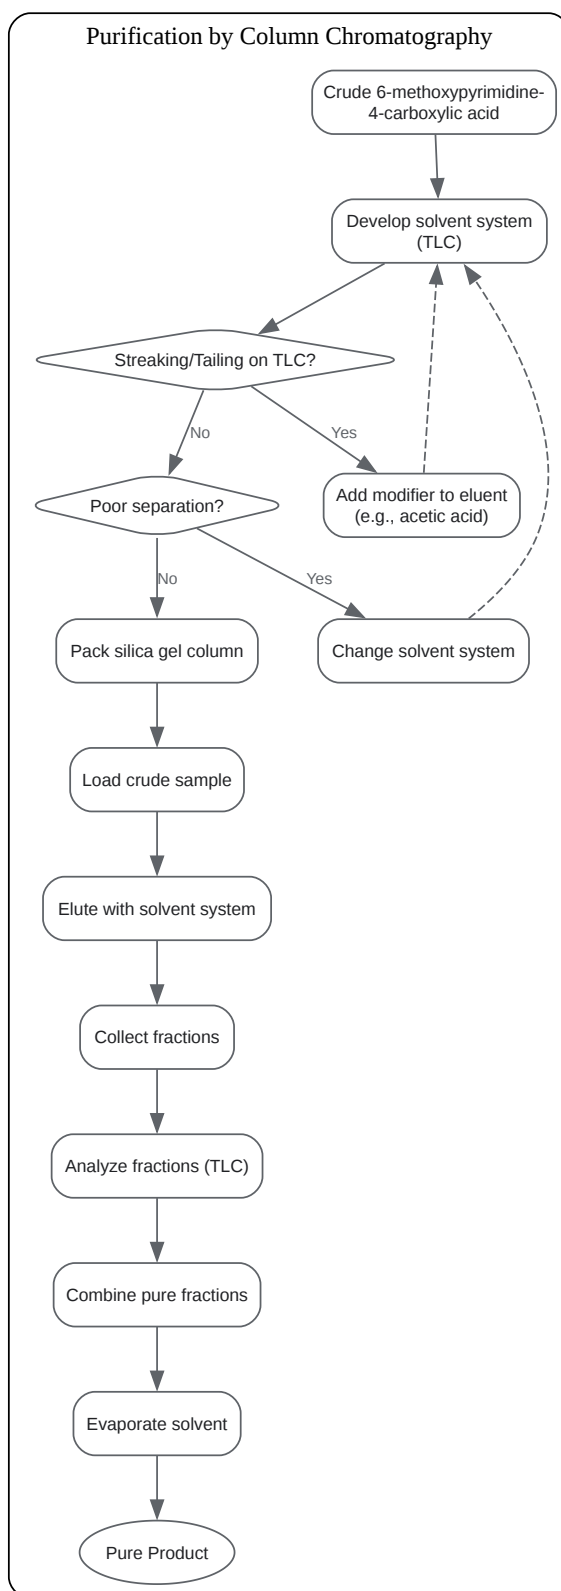 Purification by Column Chromatography
Crude 6-methoxypyrimidine-
4-carboxylic acid
Develop solvent system
(TLC)
Streaking/Tailing on TLC?
No
Yes
Poor separation?
Add modifier to eluent
(e.g., acetic acid)
No
Yes
Pack silica gel column
Change solvent system
Load crude sample
Elute with solvent system
Collect fractions
Analyze fractions (TLC)
Combine pure fractions
Evaporate solvent
Pure Product